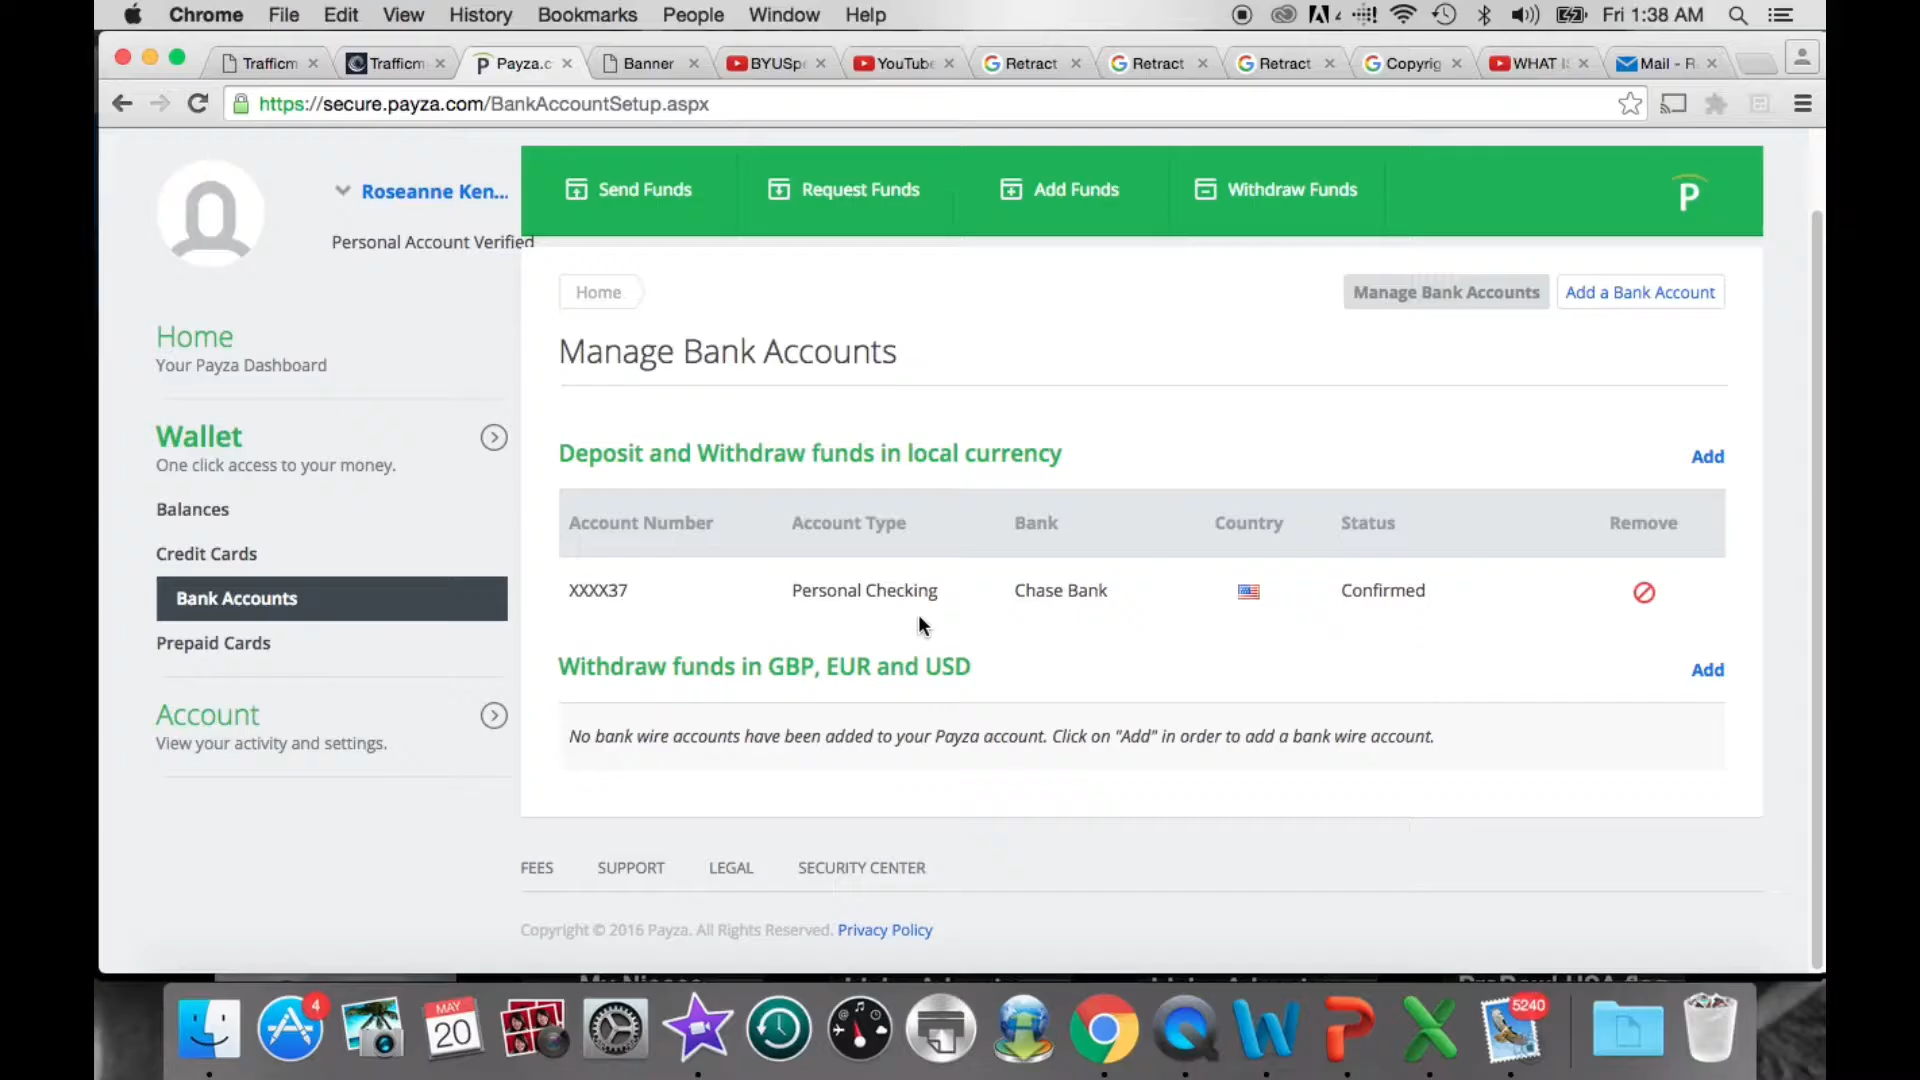 Chrome File Edit View History Bookmarks People Window Help Fri 1:38 AM
Trafficm Trafficm Payza.c Banner BYUSp YouTube Retract Retract Retract Copyrig WHAT I Mail - R
https://secure.payza.com/BankAccountSetup.aspx
Roseanne Ken...
Personal Account Verified
Send Funds Request Funds Add Funds Withdraw Funds
P
Home
Your Payza Dashboard
Wallet
One click access to your money.
Balances
Credit Cards
Bank Accounts
Prepaid Cards
Account
View your activity and settings.
Home Manage Bank Accounts Add a Bank Account
Manage Bank Accounts
Deposit and Withdraw funds in local currency Add
Account Number Account Type Bank Country Status Remove
XXXX37 Personal Checking Chase Bank Confirmed
Withdraw funds in GBP, EUR and USD Add
No bank wire accounts have been added to your Payza account. Click on "Add" in order to add a bank wire account.
FEES SUPPORT LEGAL SECURITY CENTER
Copyright © 2016 Payza. All Rights Reserved. Privacy Policy
4
MAY
20
5240